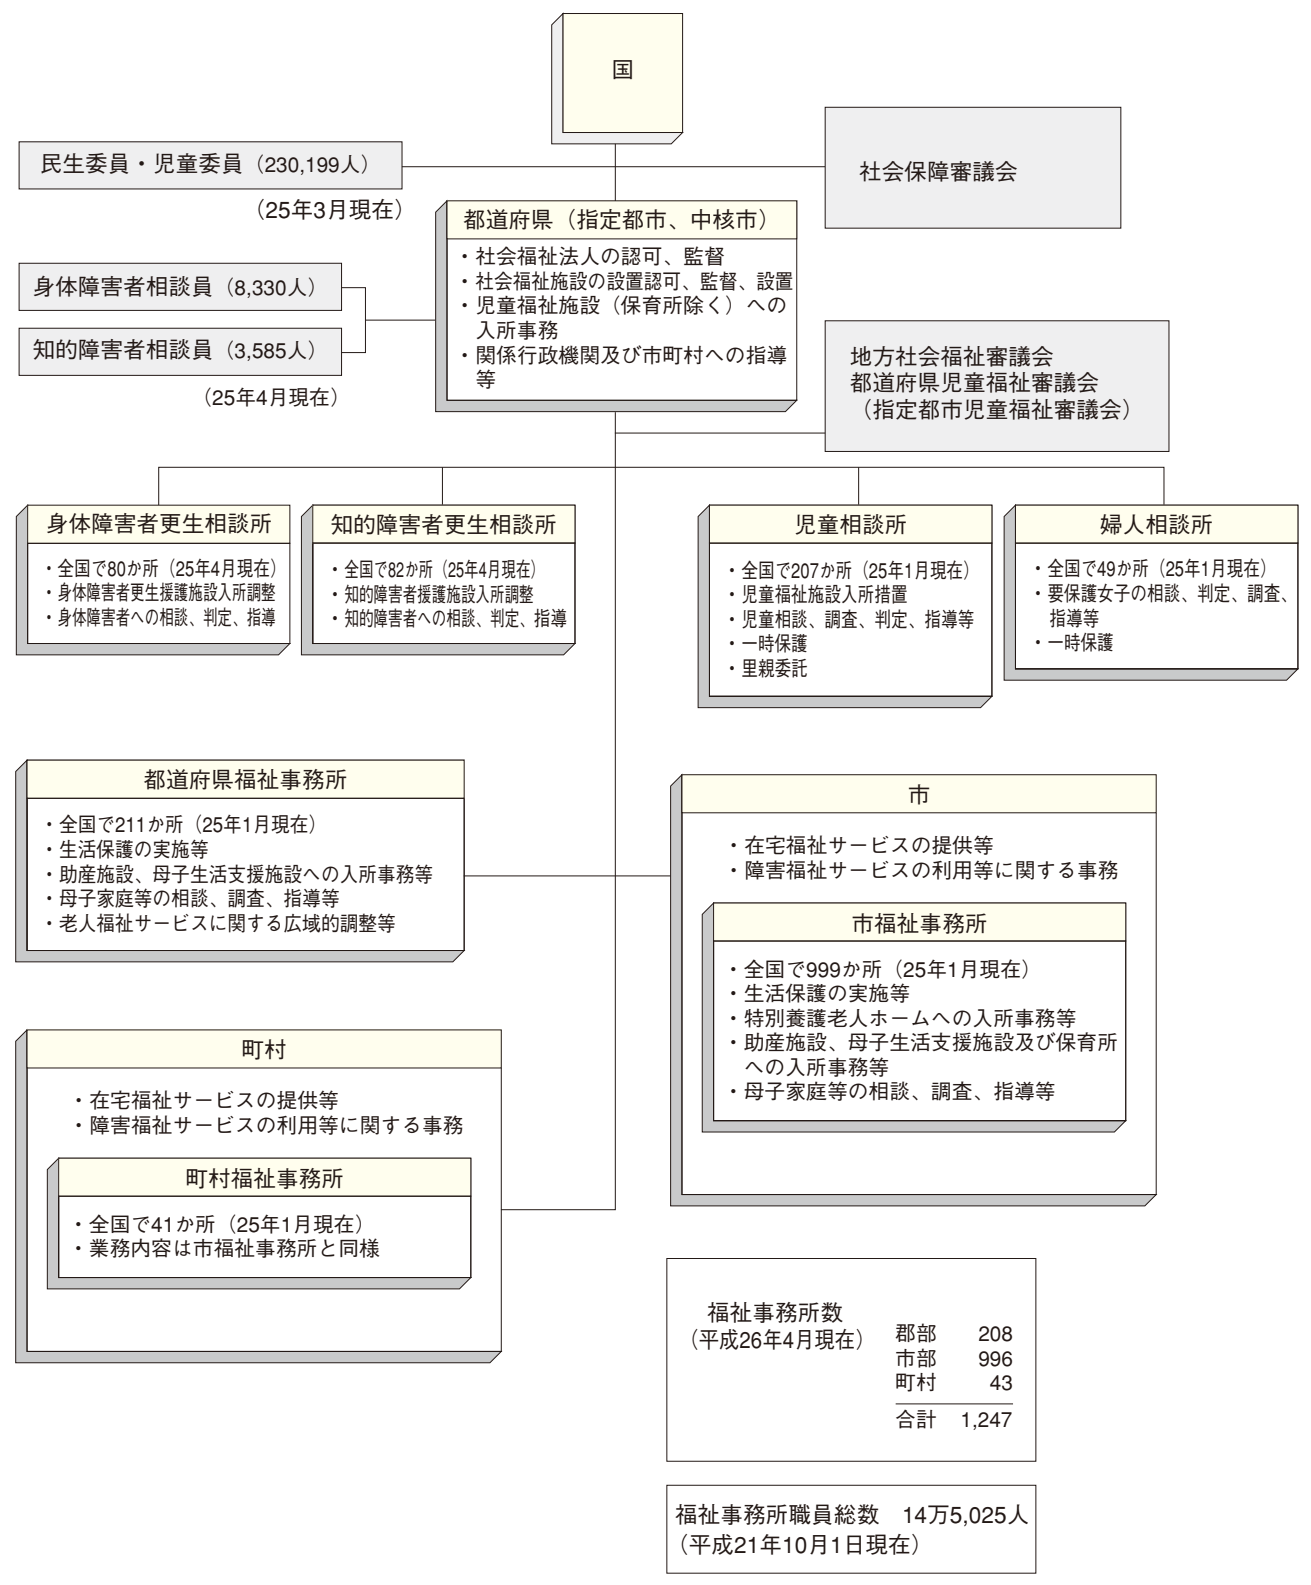 国
民生委員・児童委員（230,199人）
（25年3月現在）
社会保障審議会
都道府県（指定都市、中核市）
・社会福祉法人の認可、監督
・社会福祉施設の設置認可、監督、設置
・児童福祉施設（保育所除く）への
入所事務
・関係行政機関及び市町村への指導
等
身体障害者相談員（8,330人）
知的障害者相談員（3,585人）
（25年4月現在）
地方社会福祉審議会
都道府県児童福祉審議会
（指定都市児童福祉審議会）
身体障害者更生相談所
・全国で80か所（25年4月現在）
・身体障害者更生援護施設入所調整
・身体障害者への相談、判定、指導
知的障害者更生相談所
・全国で82か所（25年4月現在）
・知的障害者援護施設入所調整
・知的障害者への相談、判定、指導
児童相談所
・全国で207か所（25年1月現在）
・児童福祉施設入所措置
・児童相談、調査、判定、指導等
・一時保護
・里親委託
婦人相談所
・全国で49か所（25年1月現在）
・要保護女子の相談、判定、調査、
指導等
・一時保護
都道府県福祉事務所
・全国で211か所（25年1月現在）
・生活保護の実施等
・助産施設、母子生活支援施設への入所事務等
・母子家庭等の相談、調査、指導等
・老人福祉サービスに関する広域的調整等
市
・在宅福祉サービスの提供等
・障害福祉サービスの利用等に関する事務
市福祉事務所
・全国で999か所（25年1月現在）
・生活保護の実施等
・特別養護老人ホームへの入所事務等
・助産施設、母子生活支援施設及び保育所
への入所事務等
・母子家庭等の相談、調査、指導等
町村
・在宅福祉サービスの提供等
・障害福祉サービスの利用等に関する事務
町村福祉事務所
・全国で41か所（25年1月現在）
・業務内容は市福祉事務所と同様
福祉事務所数
（平成26年4月現在）
郡部 208
市部 996
町村 43
合計 1,247
福祉事務所職員総数 14万5,025人
（平成21年10月1日現在）